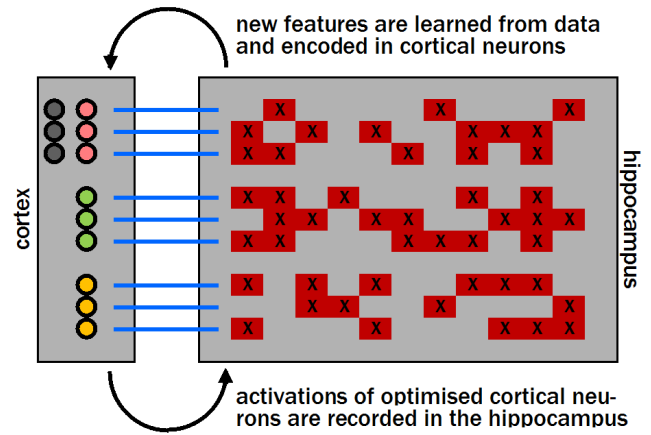 new features are learned from data
and encoded in cortical neurons
cortex
X X X
X X X X X X
X X X X X
X X X X X
X X X X X X X
X X X X X X
X X X X X X
X X X X
X X X X X
hippocampus
activations of optimised cortical neu-
rons are recorded in the hippocampus